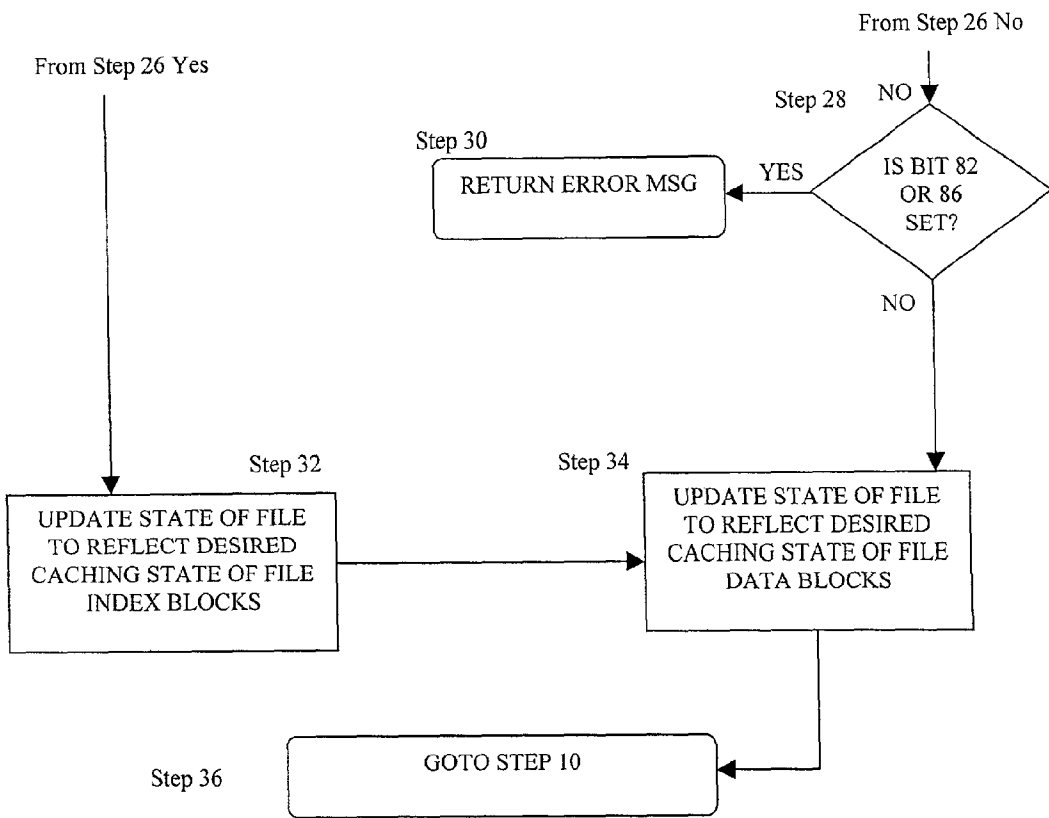 From Step 26 No
From Step 26 Yes
Step 28
NO
Step 30
RETURN ERROR MSG
YES
IS BIT 82
OR 86
SET?
NO
Step 32
Step 34
UPDATE STATE OF FILE
TO REFLECT DESIRED
CACHING STATE OF FILE
INDEX BLOCKS
UPDATE STATE OF FILE
TO REFLECT DESIRED
CACHING STATE OF FILE
DATA BLOCKS
Step 36
GOTO STEP 10